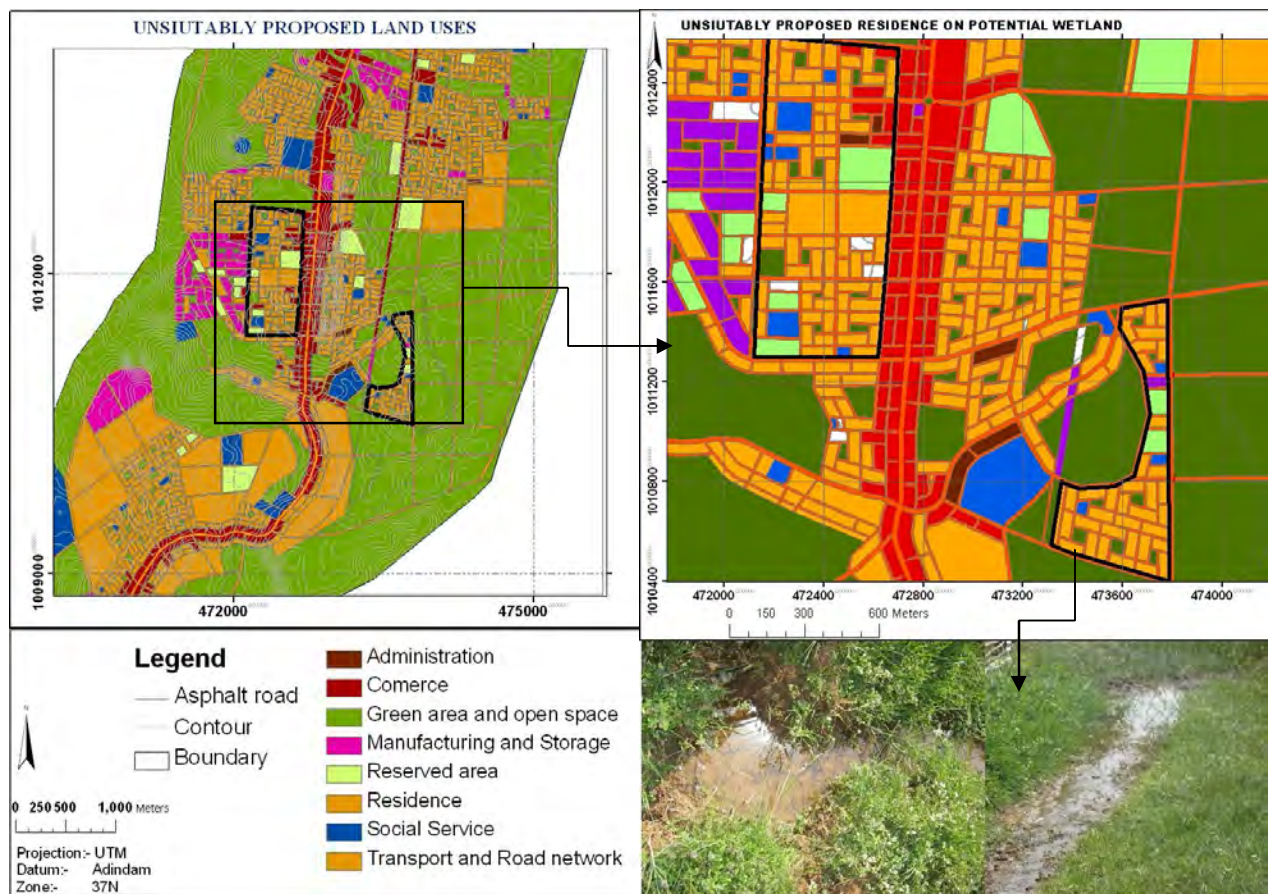 UNSIUTABLY PROPOSED LAND USES
N
1012000
1009000
472000 475000
UNSIUTABLY PROPOSED RESIDENCE ON POTENTIAL WETLAND
1012400
1012000
1011600
1011200
1010800
1010400
472000 472400 472800 473200 473600 474000
0 150 300 600 Meters
Legend
Asphalt road
Contour
Boundary
N
0 250 500 1,000 Meters
Projection:- UTM
Datum:- Adindam
Zone:- 37N
Administration
Comerce
Green area and open space
Manufacturing and Storage
Reserved area
Residence
Social Service
Transport and Road network